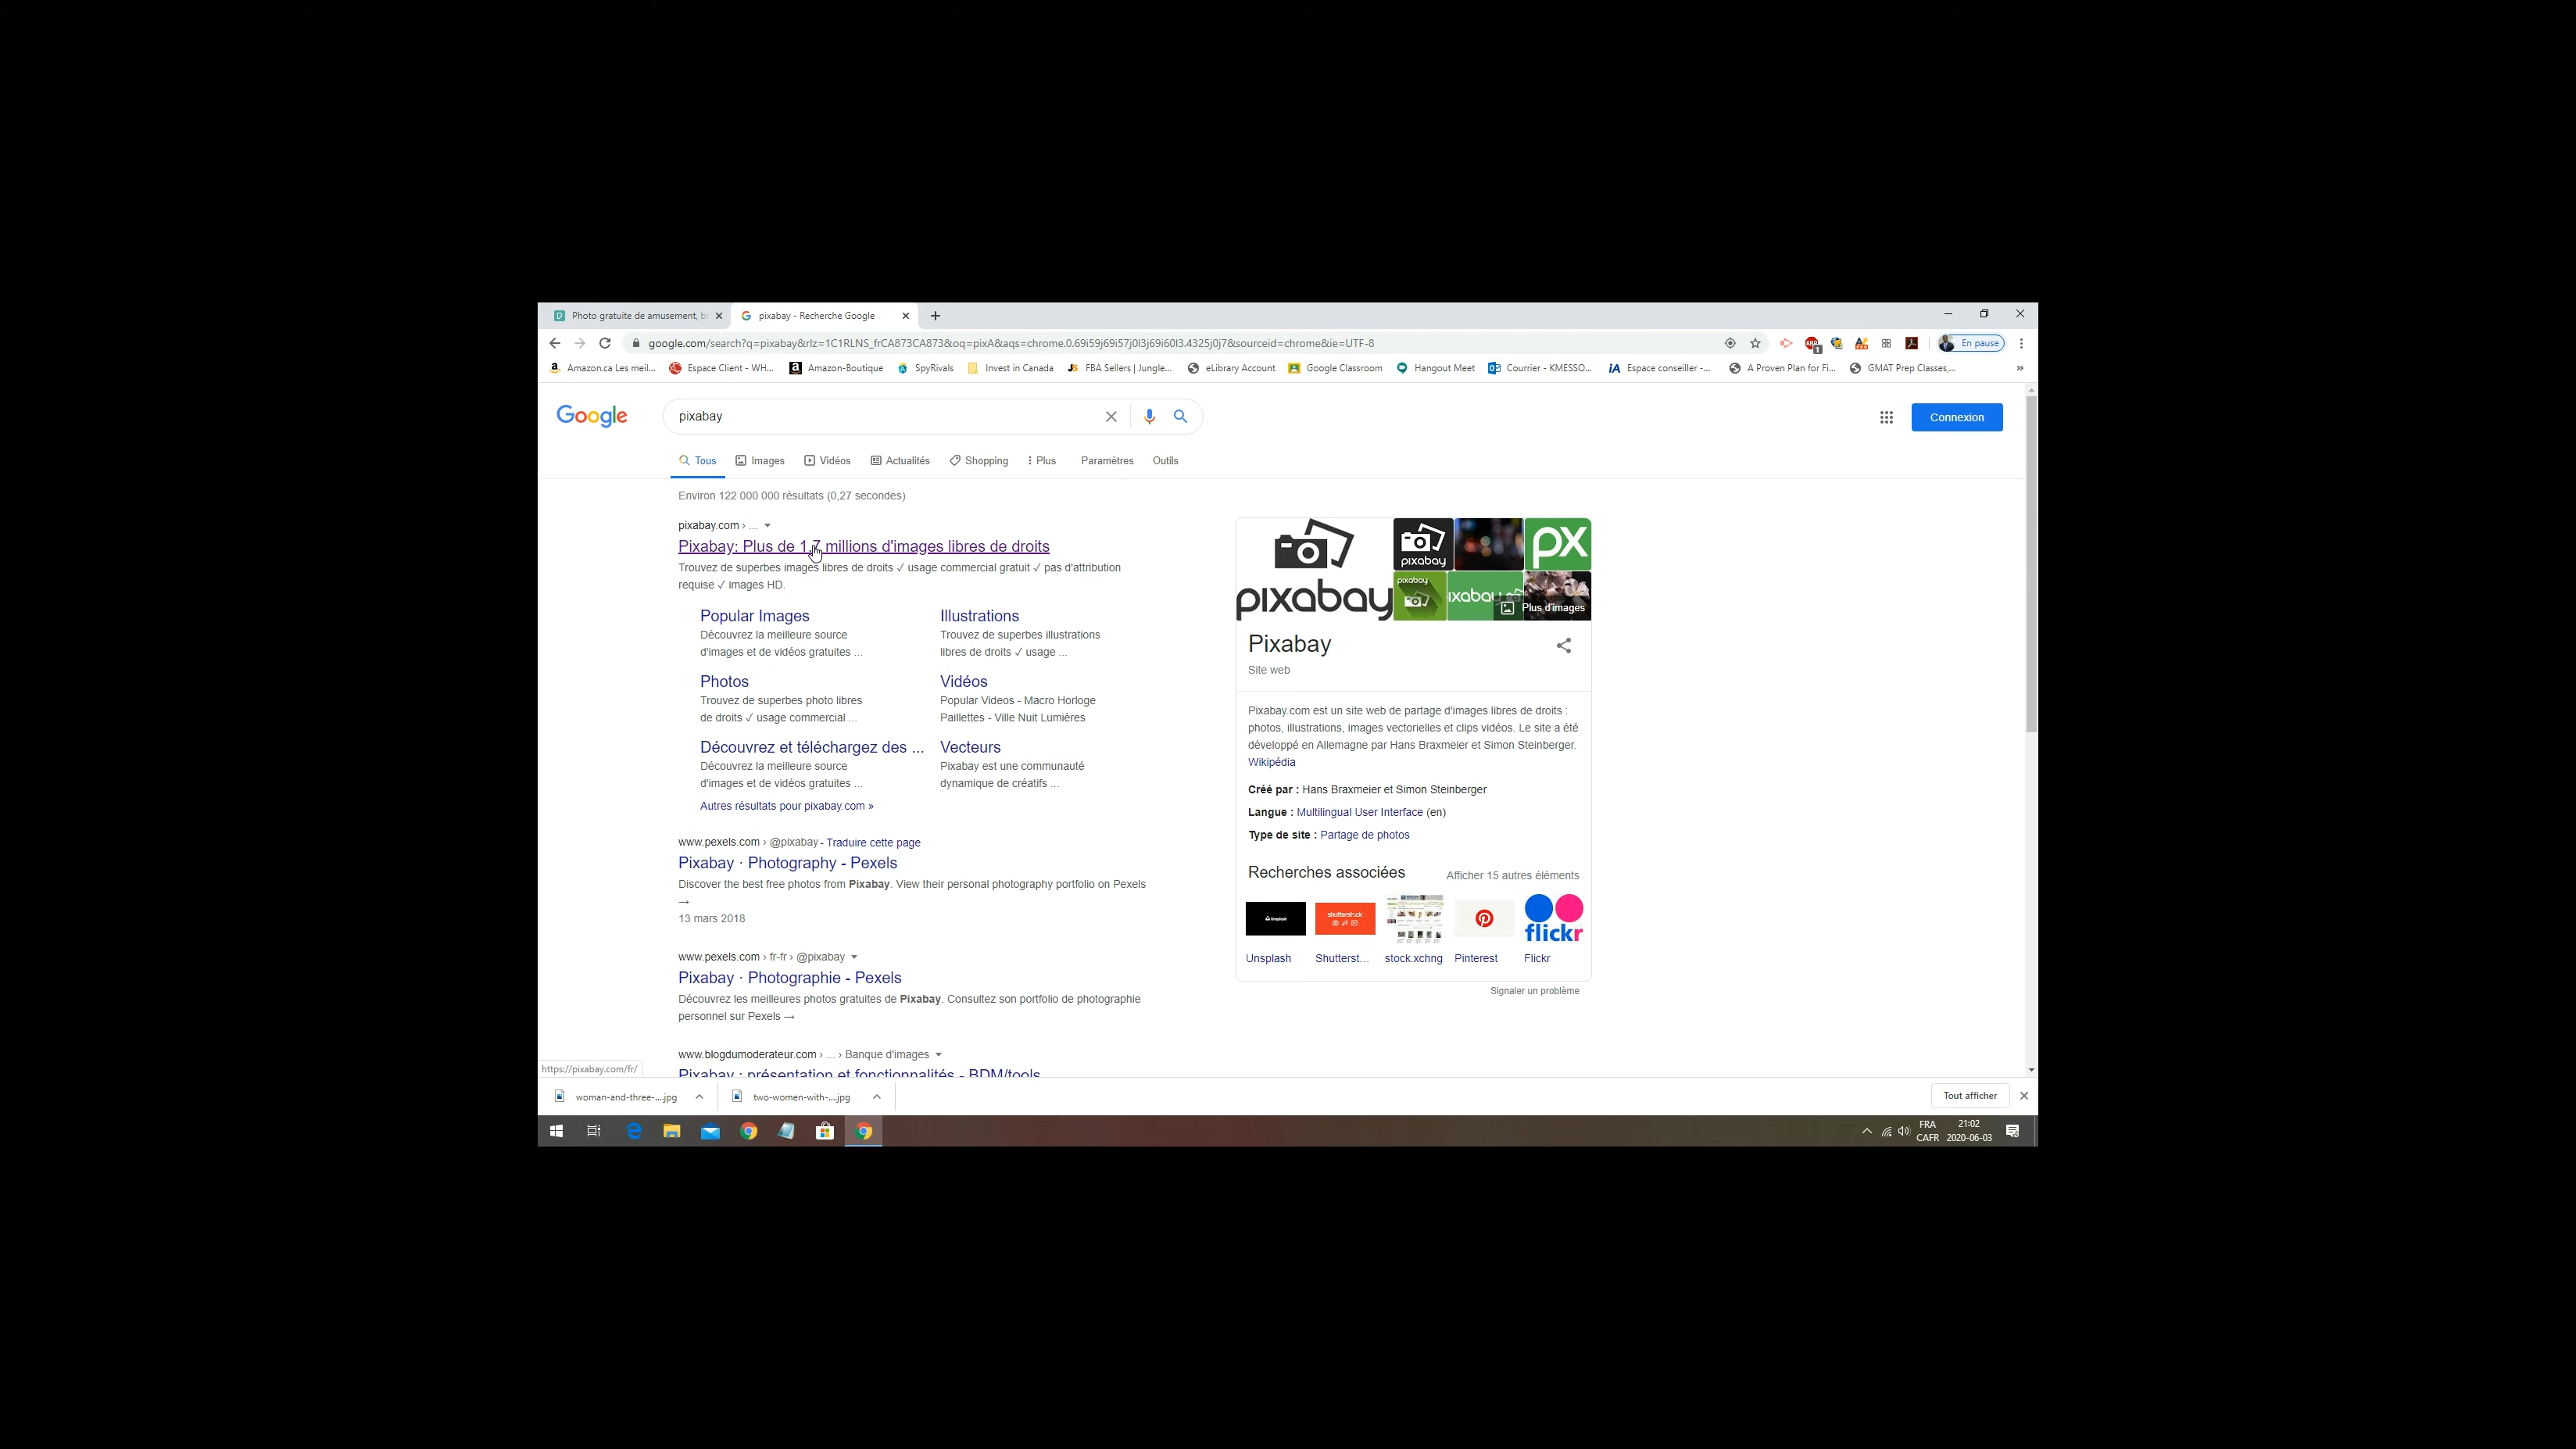 Photo gratuite de amusement, b
pixabay - Recherche Google
google.com/search?q=pixabay&rlz=1C1RLNS_frCA873CA873&oq=pixA&aqs=chrome.0.69i59j69i57j0l3j69i60l3.4325j0j7&sourceid=chrome&ie=UTF-8
ABP
1
En pause
Amazon.ca Les meil...
Espace Client - WH...
Amazon-Boutique
SpyRivals
Invest in Canada
FBA Sellers | Jungle...
eLibrary Account
Google Classroom
Hangout Meet
Courrier - KMESSO...
Espace conseiller -...
A Proven Plan for Fi...
GMAT Prep Classes,...
»
Google
pixabay
Connexion
Tous
Images
Vidéos
Actualités
Shopping
Plus
Paramètres
Outils
Environ 122 000 000 résultats (0,27 secondes)
pixabay.com › ...
Pixabay: Plus de 1,7 millions d'images libres de droits
Trouvez de superbes images libres de droits ✓ usage commercial gratuit ✓ pas d'attribution
requise ✓ images HD.
Popular Images
Découvrez la meilleure source
d'images et de vidéos gratuites ...
Illustrations
Trouvez de superbes illustrations
libres de droits ✓ usage ...
Photos
Trouvez de superbes photo libres
de droits ✓ usage commercial ...
Vidéos
Popular Videos - Macro Horloge
Paillettes - Ville Nuit Lumières
Découvrez et téléchargez des ...
Découvrez la meilleure source
d'images et de vidéos gratuites ...
Vecteurs
Pixabay est une communauté
dynamique de créatifs ...
Autres résultats pour pixabay.com »
www.pexels.com › @pixabay - Traduire cette page
Pixabay · Photography - Pexels
Discover the best free photos from Pixabay. View their personal photography portfolio on Pexels
→
13 mars 2018
www.pexels.com › fr-fr › @pixabay
Pixabay · Photographie - Pexels
Découvrez les meilleures photos gratuites de Pixabay. Consultez son portfolio de photographie
personnel sur Pexels →
www.blogdumoderateur.com › ... › Banque d'images
Pixabay : présentation et fonctionnalités - BDM/tools
pixabay
pixabay
px
pixabay
ixabay
Plus d'images
Pixabay
Site web
Pixabay.com est un site web de partage d'images libres de droits :
photos, illustrations, images vectorielles et clips vidéos. Le site a été
développé en Allemagne par Hans Braxmeier et Simon Steinberger.
Wikipédia
Créé par : Hans Braxmeier et Simon Steinberger
Langue : Multilingual User Interface (en)
Type de site : Partage de photos
Recherches associées
Afficher 15 autres éléments
Unsplash
shutterstock
flickr
Unsplash
Shutterst...
stock.xchng
Pinterest
Flickr
Signaler un problème
https://pixabay.com/fr/
woman-and-three-....jpg
two-women-with-....jpg
Tout afficher
FRA
CAFR
21:02
2020-06-03